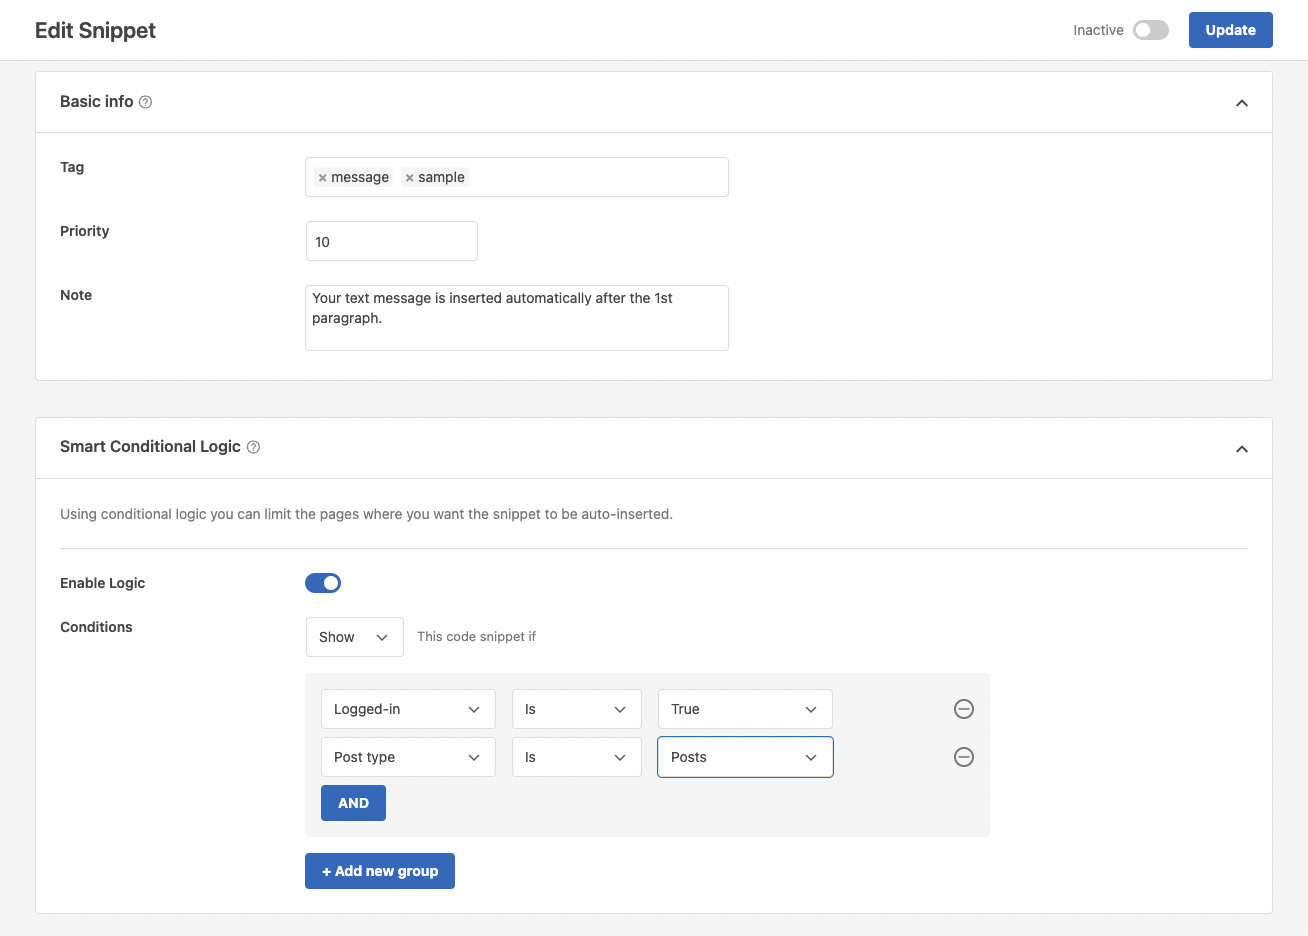 Edit Snippet
Inactive
Update
Basic info
Tag
× message × sample
Priority
10
Note
Your text message is inserted automatically after the 1st
paragraph.
Smart Conditional Logic
Using conditional logic you can limit the pages where you want the snippet to be auto-inserted.
Enable Logic
Conditions
Show
This code snippet if
Logged-in
Is
True
Post type
Is
Posts
AND
+ Add new group